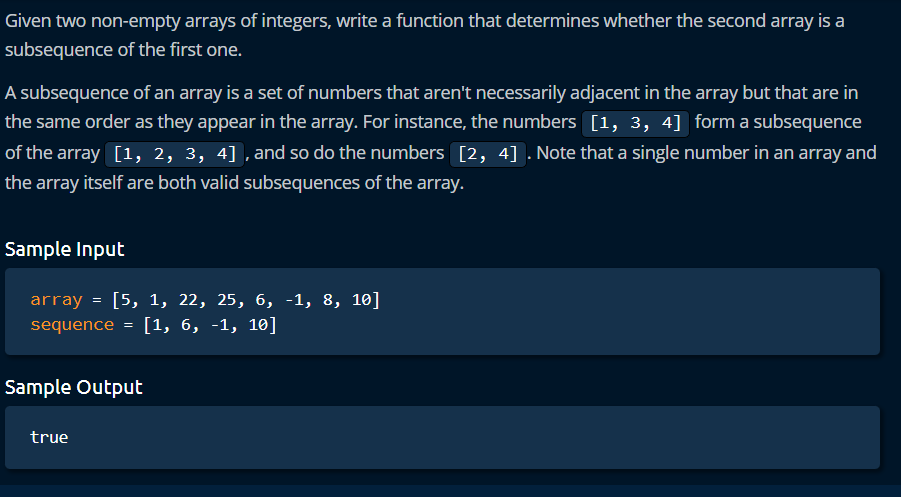 Given two non-empty arrays of integers, write a function that determines whether the second array is a
subsequence of the first one.
A subsequence of an array is a set of numbers that aren't necessarily adjacent in the array but that are in
the same order as they appear in the array. For instance, the numbers [1, 3, 4] form a subsequence
of the array [1, 2, 3, 4] , and so do the numbers [2, 4] . Note that a single number in an array and
the array itself are both valid subsequences of the array.
Sample Input
array = [5, 1, 22, 25, 6, -1, 8, 10]
sequence = [1, 6, -1, 10]
Sample Output
true